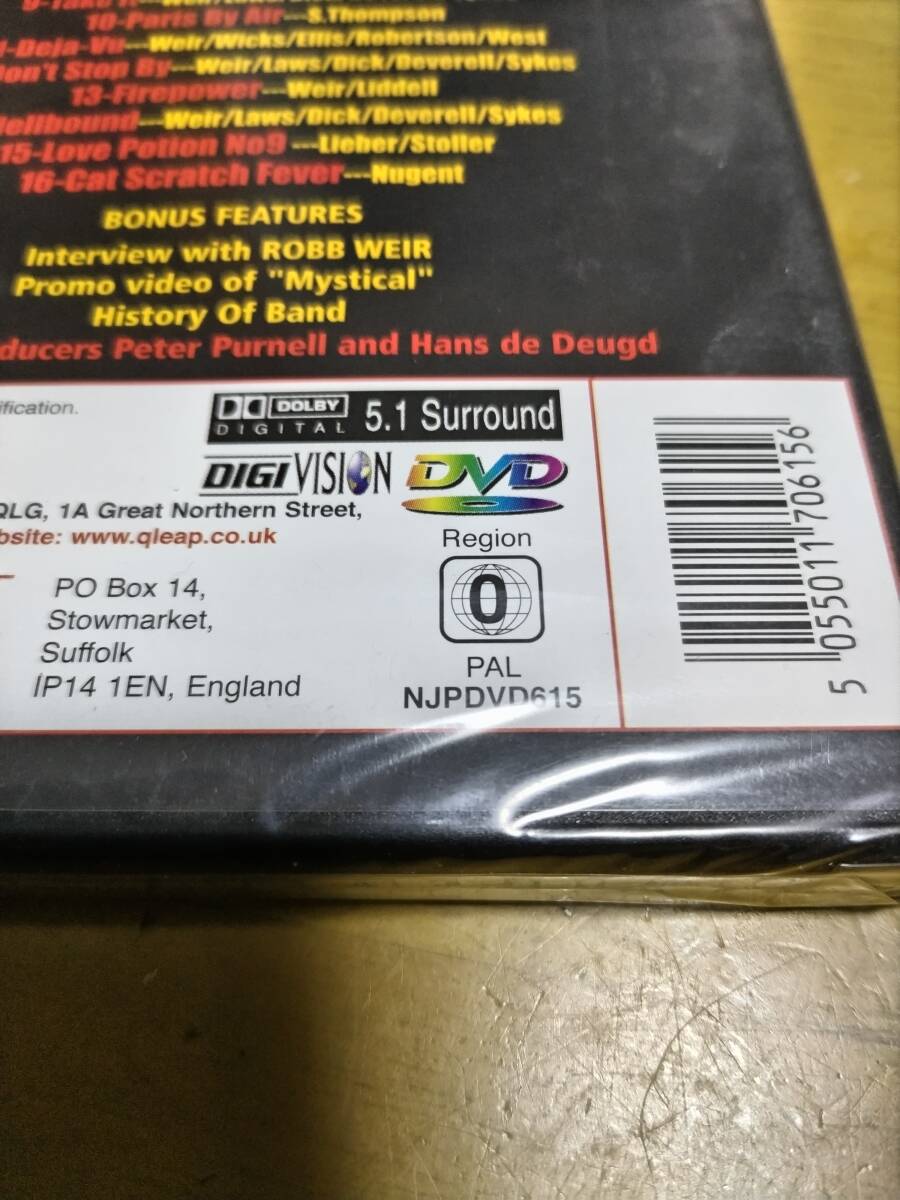 10-Paris By Air---S.Thompson
-Deja-Vu---Weir/Wicks/Ellis/Robertson/West
Don't Stop By---Weir/Laws/Dick/Deverell/Sykes
13-Firepower---Weir/Liddell
Hellbound---Weir/Laws/Dick/Deverell/Sykes
15-Love Potion No9---Lieber/Stoller
16-Cat Scratch Fever---Nugent
BONUS FEATURES
Interview with ROBB WEIR
Promo video of "Mystical"
History Of Band
ducers Peter Purnell and Hans de Deugd
ification.
DOLBY
DIGITAL
5.1 Surround
DIGIVISION DVD
QLG, 1A Great Northern Street,
bsite: www.qleap.co.uk
Region
0
PAL
NJPDVD615
PO Box 14,
Stowmarket,
Suffolk
IP14 1EN, England
5 055011 706156